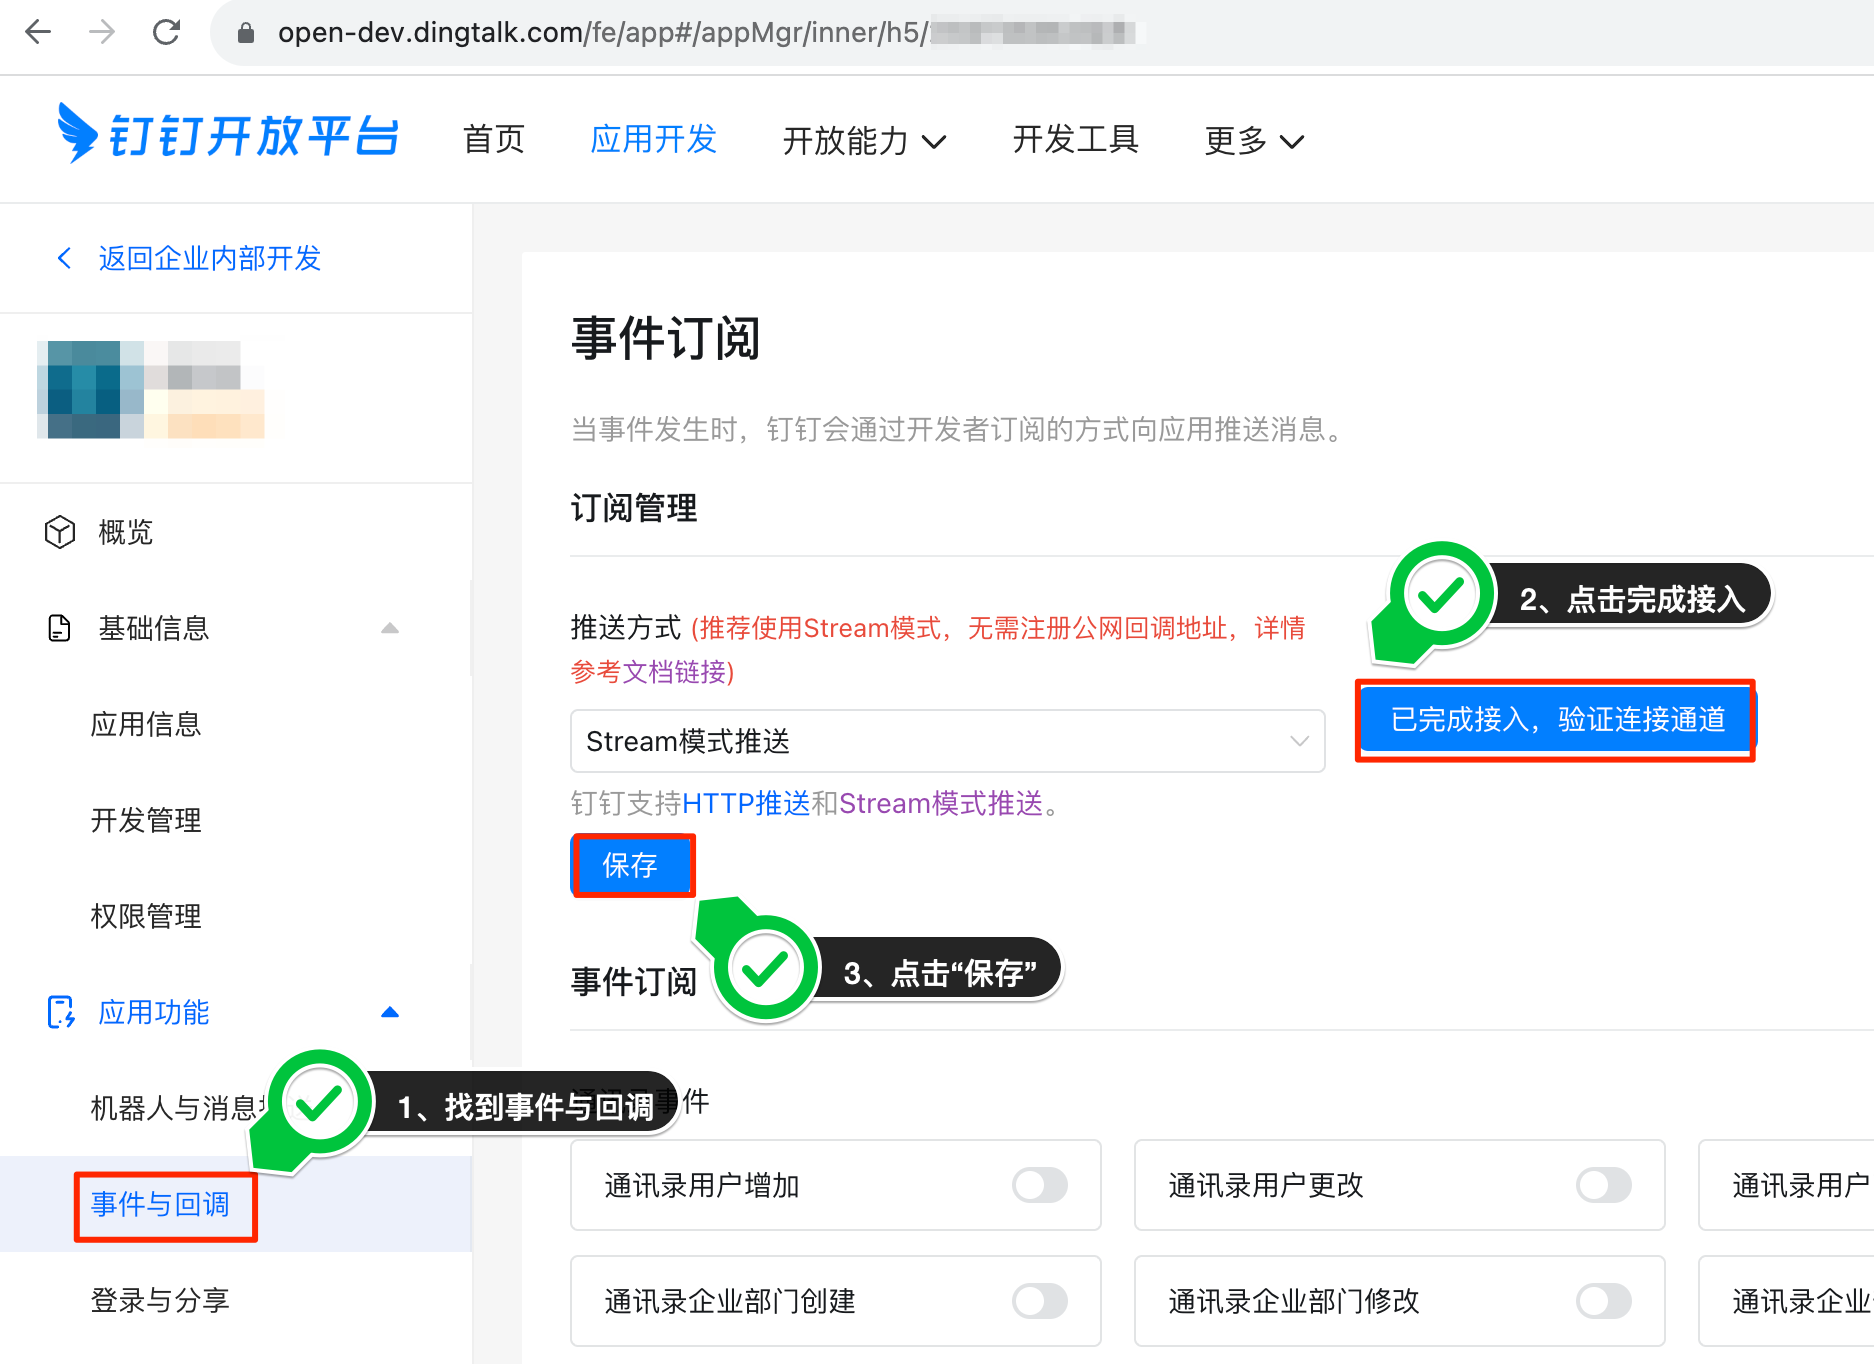 open-dev.dingtalk.com/fe/app#/appMgr/inner/h5/
钉钉开放平台
首页
应用开发
开放能力
开发工具
更多
返回企业内部开发
概览
基础信息
应用信息
开发管理
权限管理
应用功能
机器人与消息
1、找到事件与回调
事件与回调
登录与分享
事件订阅
当事件发生时，钉钉会通过开发者订阅的方式向应用推送消息。
订阅管理
推送方式 (推荐使用Stream模式，无需注册公网回调地址，详情
参考文档链接)
Stream模式推送
2、点击完成接入
已完成接入，验证连接通道
钉钉支持HTTP推送和Stream模式推送。
保存
3、点击“保存”
事件订阅
通讯录事件
通讯录用户增加
通讯录用户更改
通讯录用户
通讯录企业部门创建
通讯录企业部门修改
通讯录企业